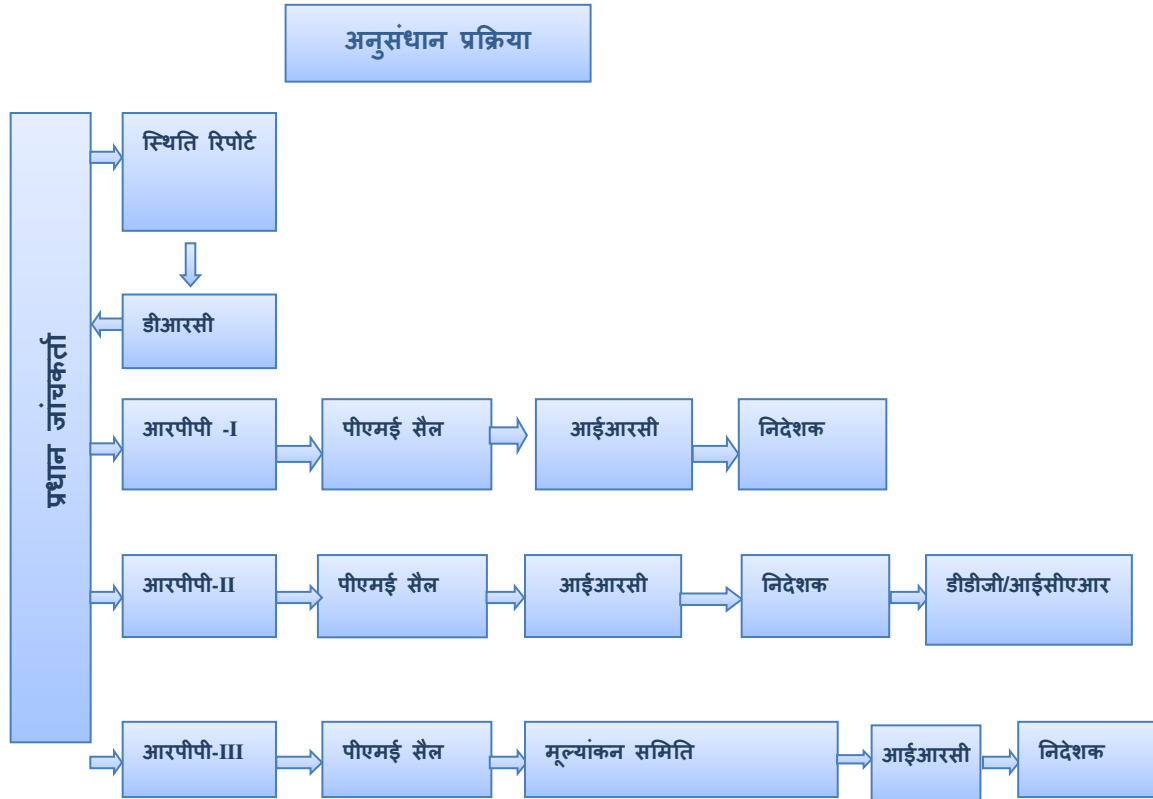 अनुसंधान प्रक्रिया
प्रधान जांचकर्ता
स्थिति रिपोर्ट
डीआरसी
आरपीपी -I
पीएमई सैल
आईआरसी
निदेशक
आरपीपी-II
पीएमई सैल
आईआरसी
निदेशक
डीडीजी/आईसीएआर
आरपीपी-III
पीएमई सैल
मूल्यांकन समिति
आईआरसी
निदेशक